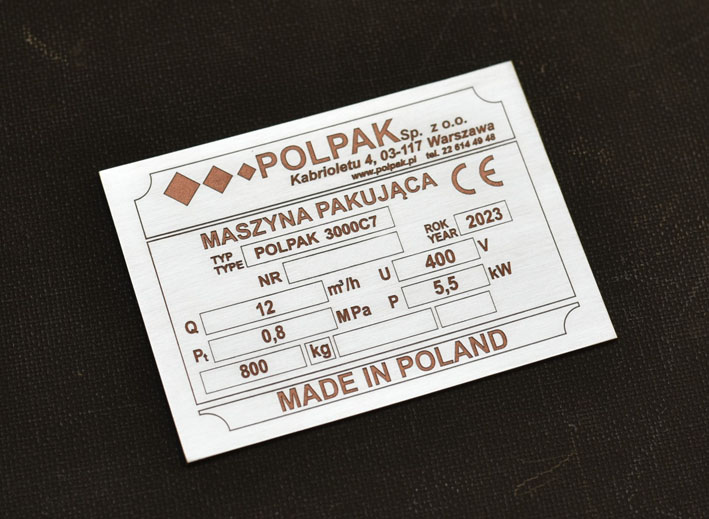 POLPAK Sp. z o.o.
Kabrioletu 4, 03-117 Warszawa
www.polpak.pl tel. 22 614 49 48
MASZYNA PAKUJĄCA CE
TYP TYPE POLPAK 3000C7 ROK YEAR 2023
NR
Q 12 m³/h U 400 V
Pt 0,8 MPa P 5,5 kW
800 kg
MADE IN POLAND